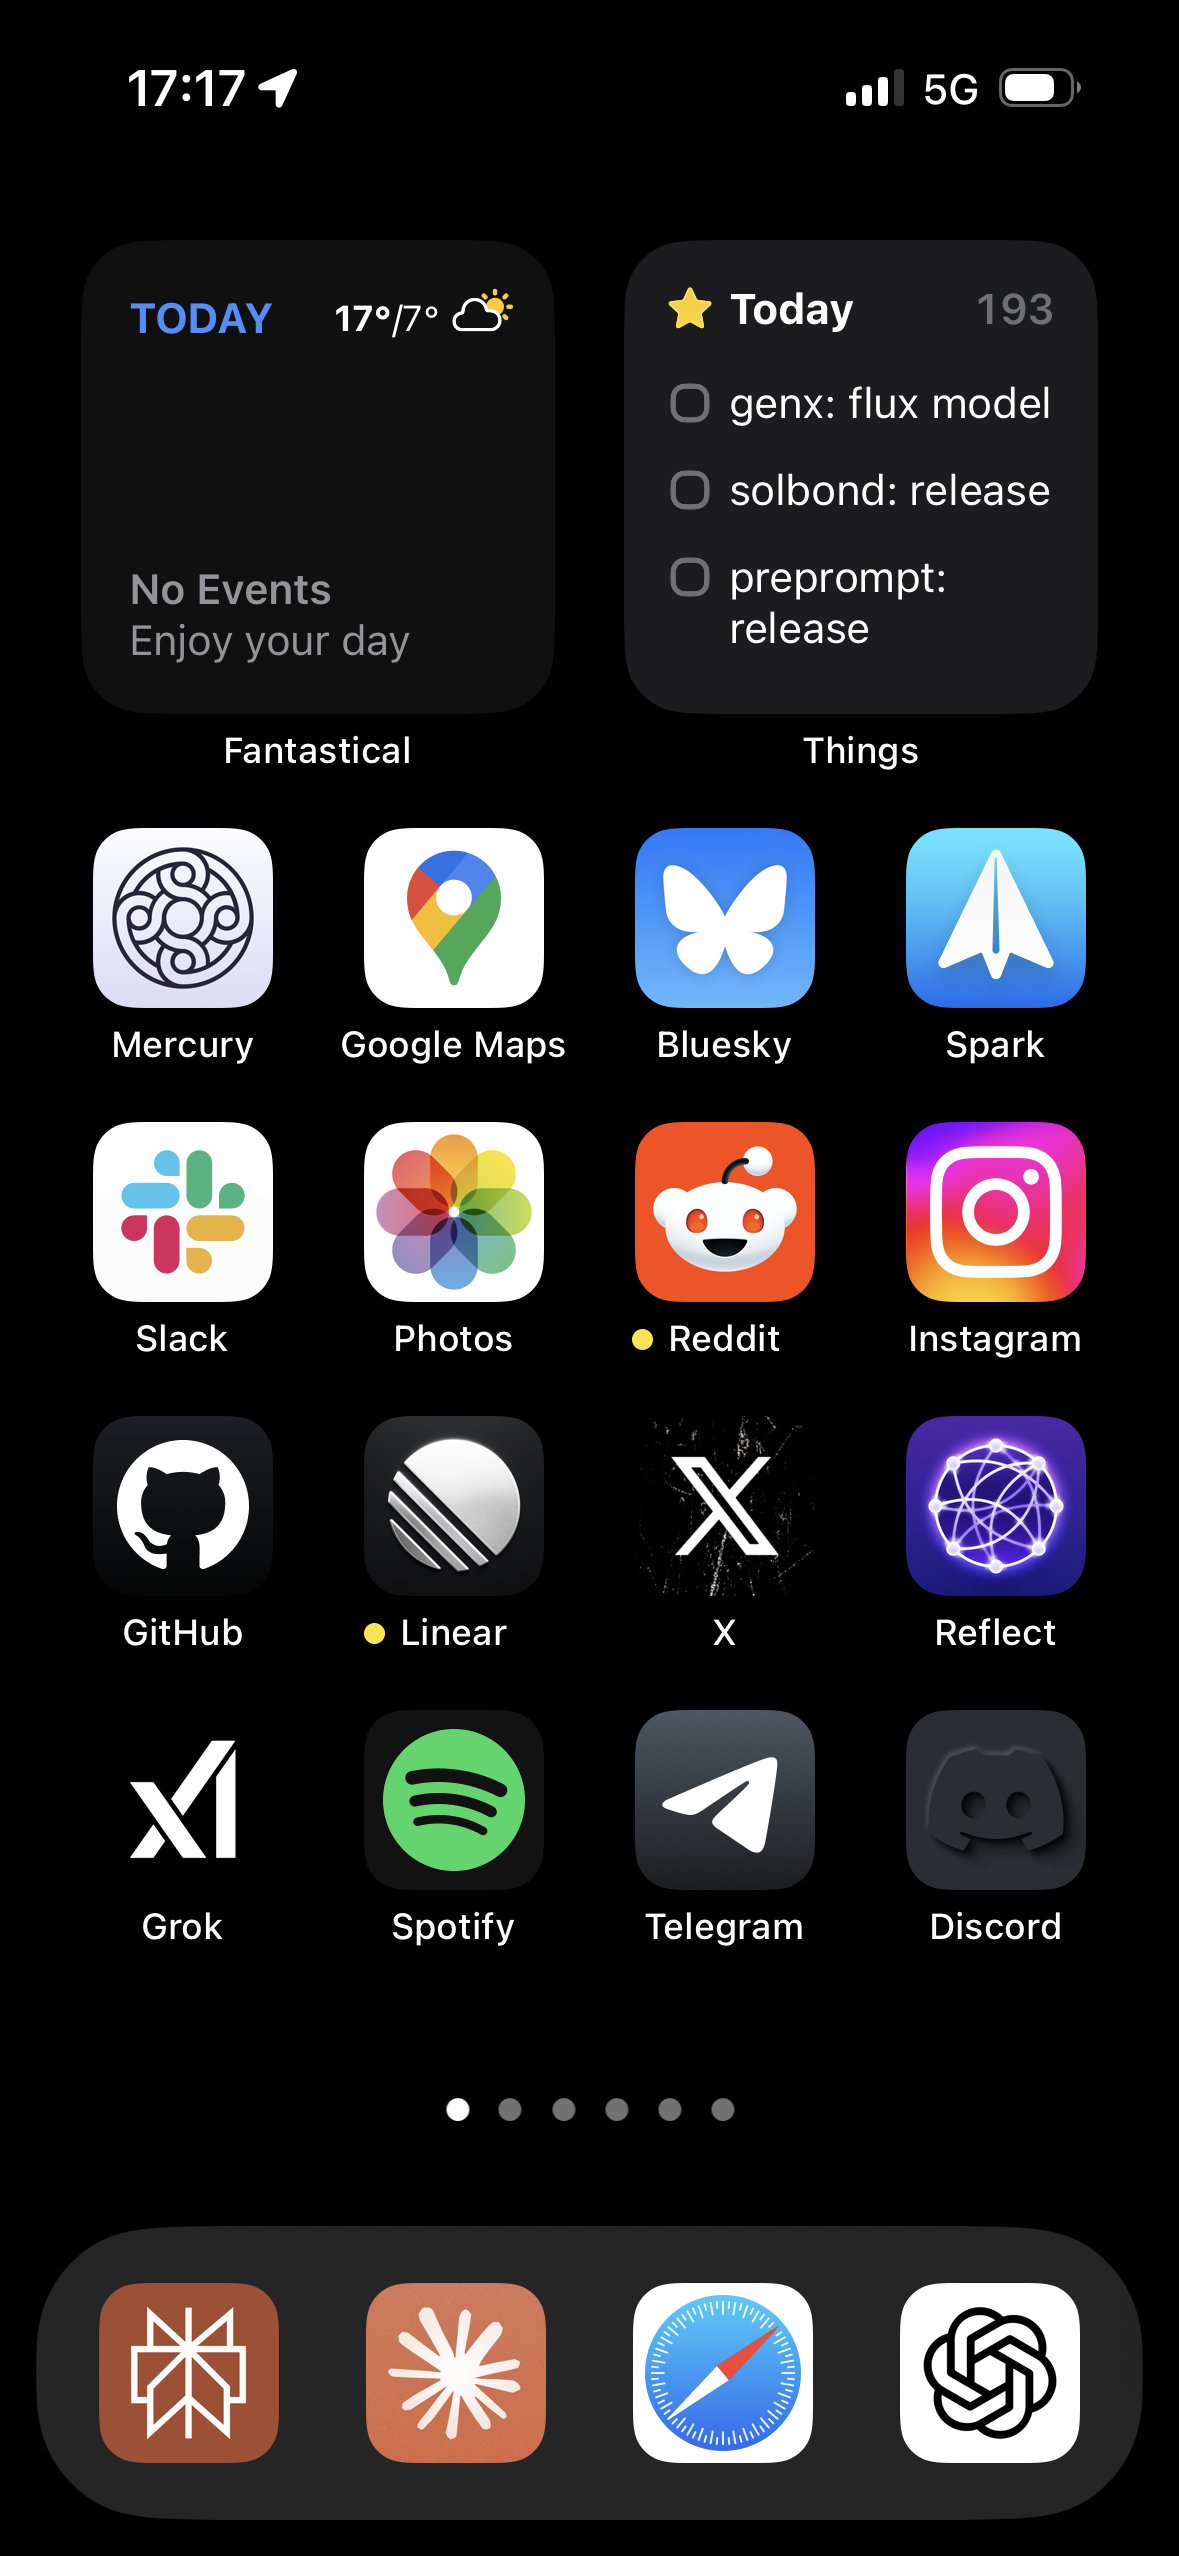 17:17 5G
TODAY 17°/7°
No Events
Enjoy your day
Fantastical
Today 193
genx: flux model
solbond: release
preprompt:
release
Things
Mercury Google Maps Bluesky Spark
Slack Photos Reddit Instagram
GitHub Linear X Reflect
Grok Spotify Telegram Discord